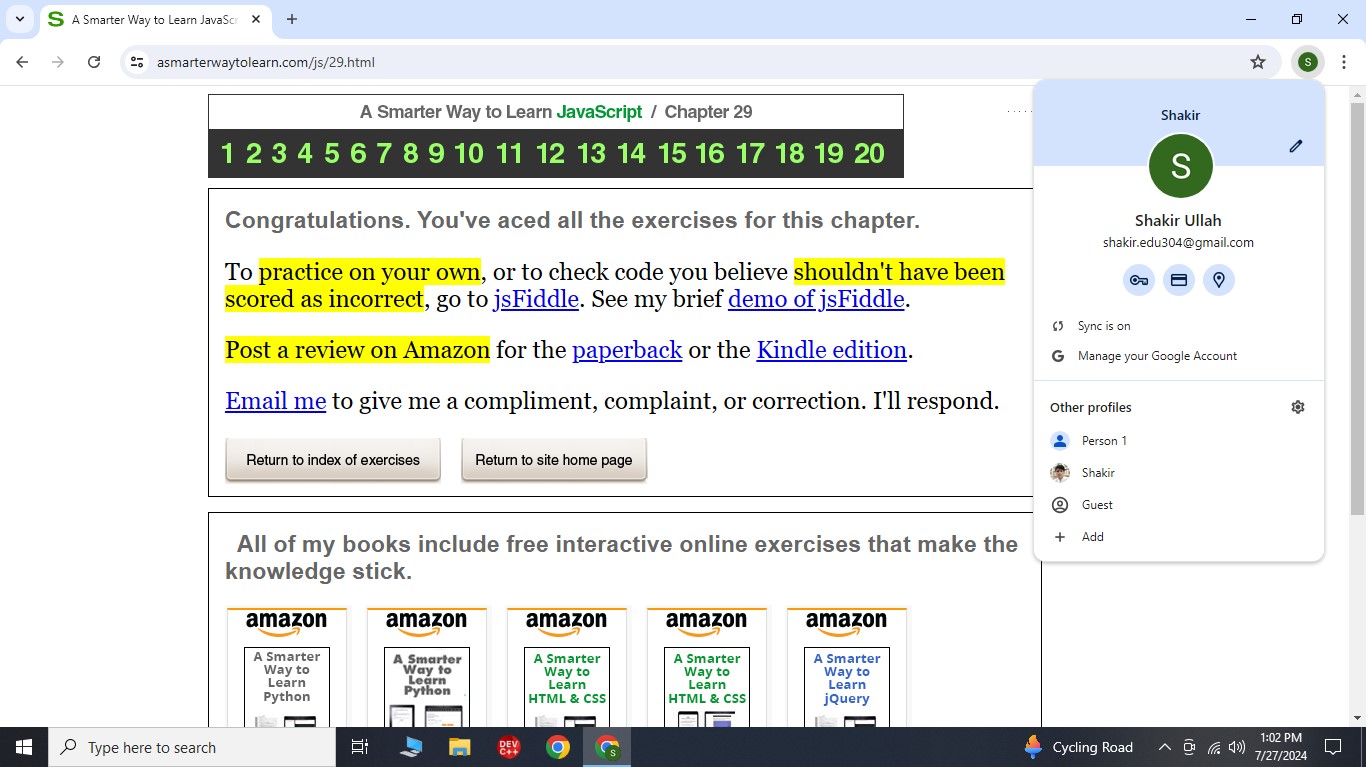 A Smarter Way to Learn JavaScr
asmarterwaytolearn.com/js/29.html
S
A Smarter Way to Learn JavaScript / Chapter 29
1 2 3 4 5 6 7 8 9 10 11 12 13 14 15 16 17 18 19 20
Congratulations. You've aced all the exercises for this chapter.
To practice on your own, or to check code you believe shouldn't have been
scored as incorrect, go to jsFiddle. See my brief demo of jsFiddle.
Post a review on Amazon for the paperback or the Kindle edition.
Email me to give me a compliment, complaint, or correction. I'll respond.
Return to index of exercises Return to site home page
All of my books include free interactive online exercises that make the
knowledge stick.
amazon amazon amazon amazon amazon
A Smarter Way to Learn Python
A Smarter Way to Learn Python
A Smarter Way to Learn HTML & CSS
A Smarter Way to Learn HTML & CSS
A Smarter Way to Learn jQuery
Shakir
S
Shakir Ullah
shakir.edu304@gmail.com
Sync is on
G Manage your Google Account
Other profiles
Person 1
Shakir
Guest
Add
Type here to search
DEV C++
S
Cycling Road
1:02 PM
7/27/2024